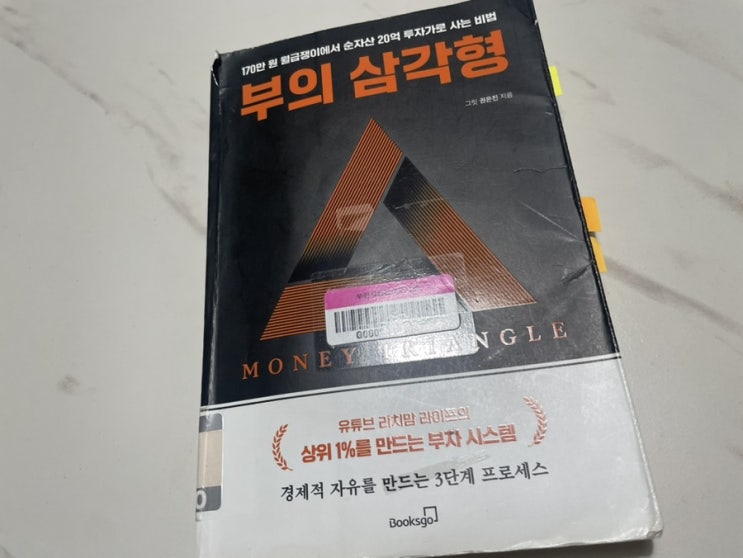 170만 원 월급쟁이에서 순자산 20억 투자가로 사는 비법
부의 삼각형
그릿 권은진 지음
MONEY TRIANGLE
유튜브 리치맘 라이프의
상위 1%를 만드는 부자 시스템
경제적 자유를 만드는 3단계 프로세스
Booksgo